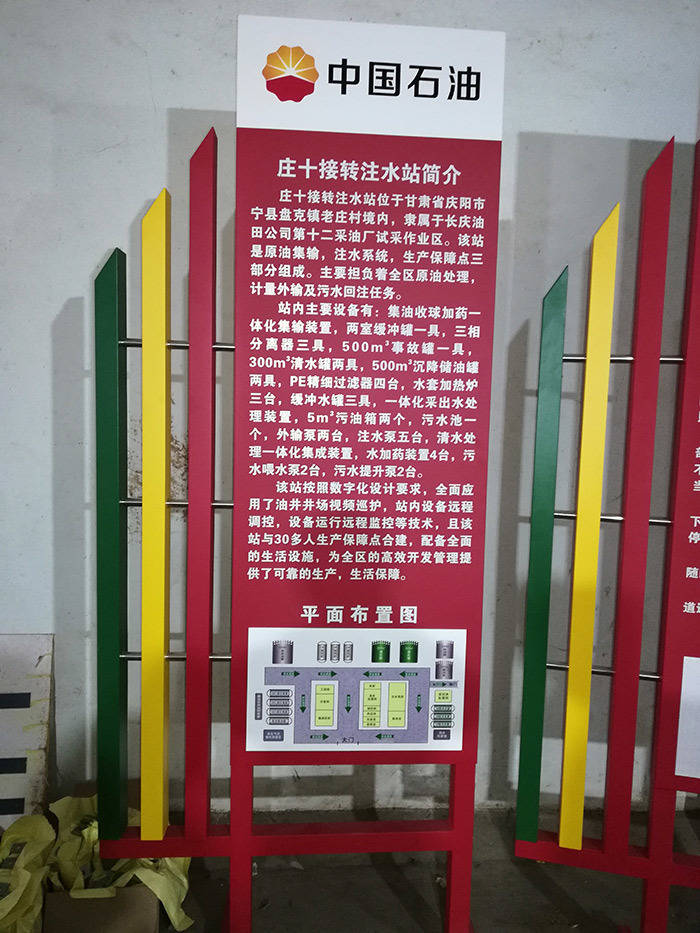 中国石油
庄十接转注水站简介
庄十接转注水站位于甘肃省庆阳市
宁县盘克镇老庄村境内，隶属于长庆油
田公司第十二采油厂试采作业区。该站
是原油集输，注水系统，生产保障点三
部分组成。主要担负着全区原油处理，
计量外输及污水回注任务。
站内主要设备有：集油收球加药一
体化集输装置，两室缓冲罐一具，三相
分离器三具，500m³事故罐一具，
300m³清水罐两具，500m³沉降储油罐
两具，PE精细过滤器四台，水套加热炉
三台，缓冲水罐三具，一体化采出水处
理装置，5m³污油箱两个，污水池一
个，外输泵两台，注水泵五台，清水处
理一体化集成装置，水加药装置4台，污
水喂水泵2台，污水提升泵2台。
该站按照数字化设计要求，全面应
用了油井井场视频巡护，站内设备远程
调控，设备运行远程监控等技术，且该
站与30多人生产保障点合建，配备全面
的生活设施，为全区的高效开发管理提
供了可靠的生产，生活保障。
平面布置图
大门
停
随